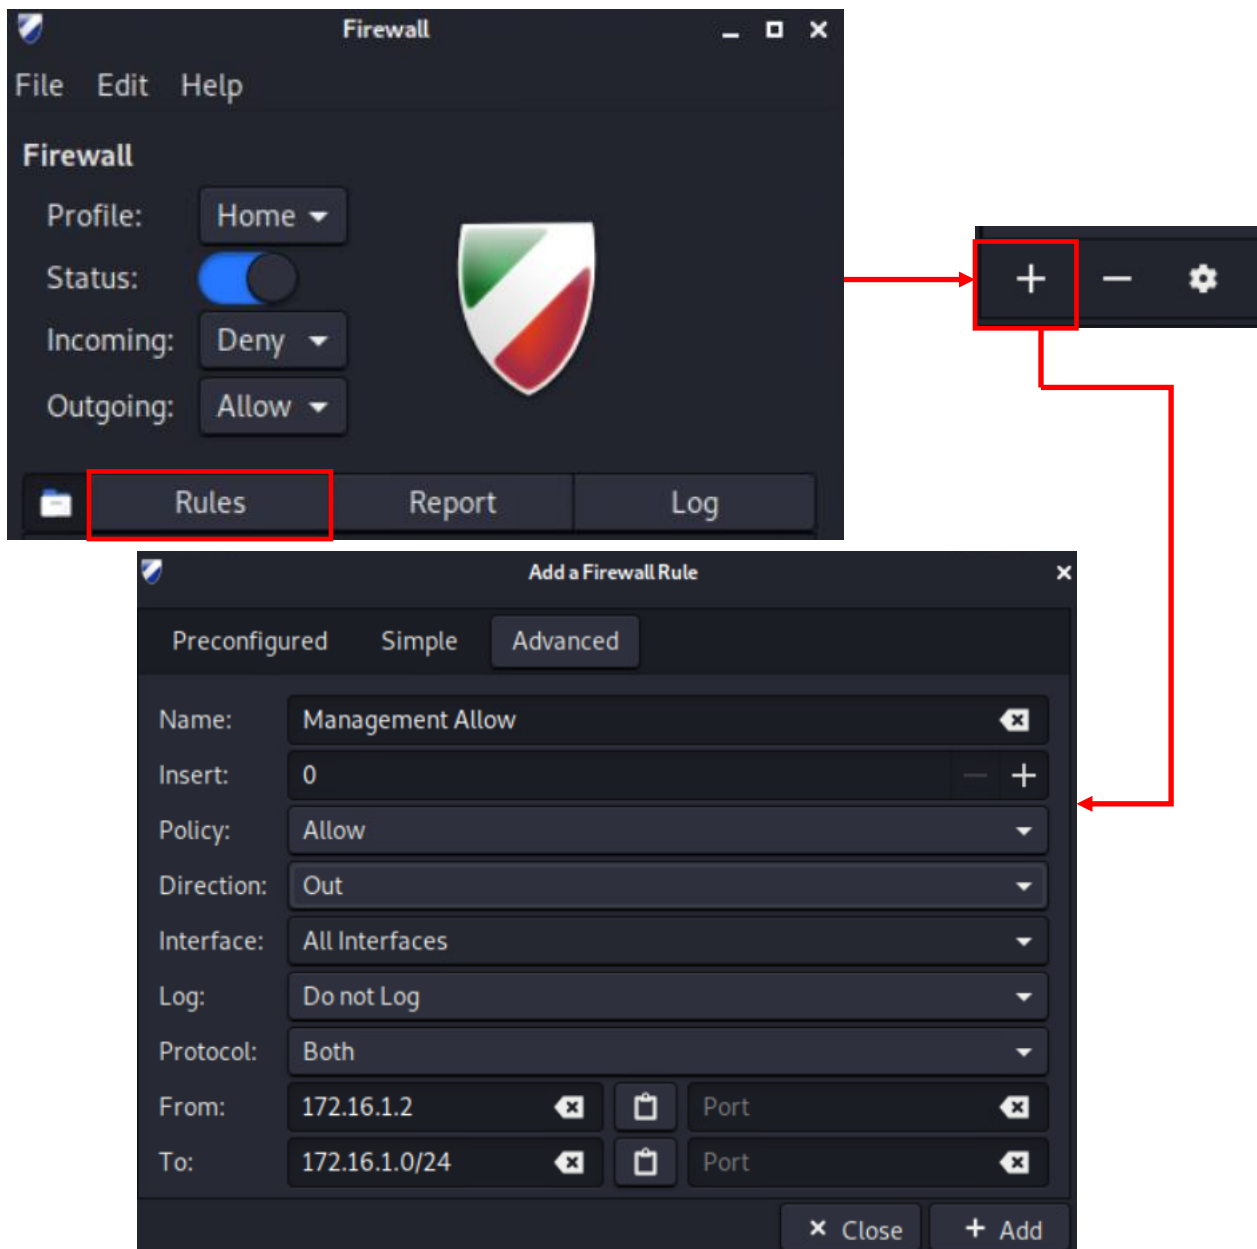 Firewall
File Edit Help
Firewall
Profile: Home
Status:
Incoming: Deny
Outgoing: Allow
Rules Report Log
Add a Firewall Rule
Preconfigured Simple Advanced
Name: Management Allow
Insert: 0
Policy: Allow
Direction: Out
Interface: All Interfaces
Log: Do not Log
Protocol: Both
From: 172.16.1.2 Port
To: 172.16.1.0/24 Port
Close Add